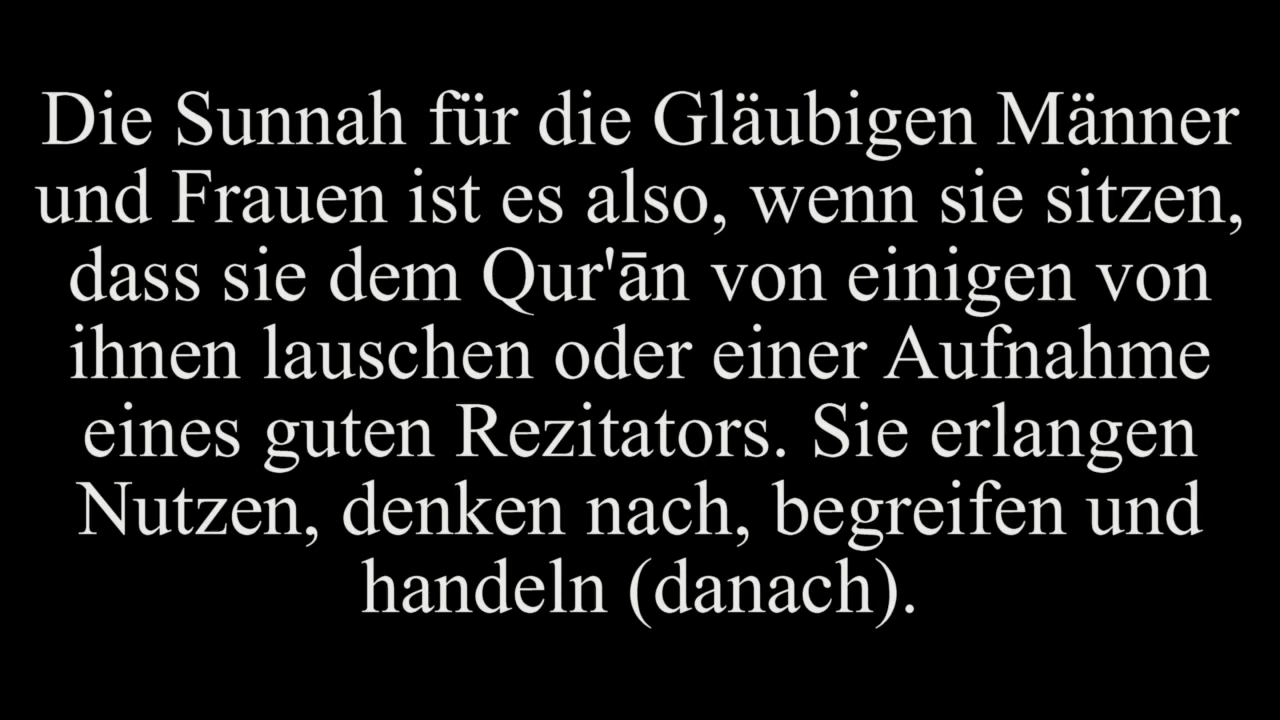 Die Sunnah für die Gläubigen Männer
und Frauen ist es also, wenn sie sitzen,
dass sie dem Qur'ān von einigen von
ihnen lauschen oder einer Aufnahme
eines guten Rezitators. Sie erlangen
Nutzen, denken nach, begreifen und
handeln (danach).